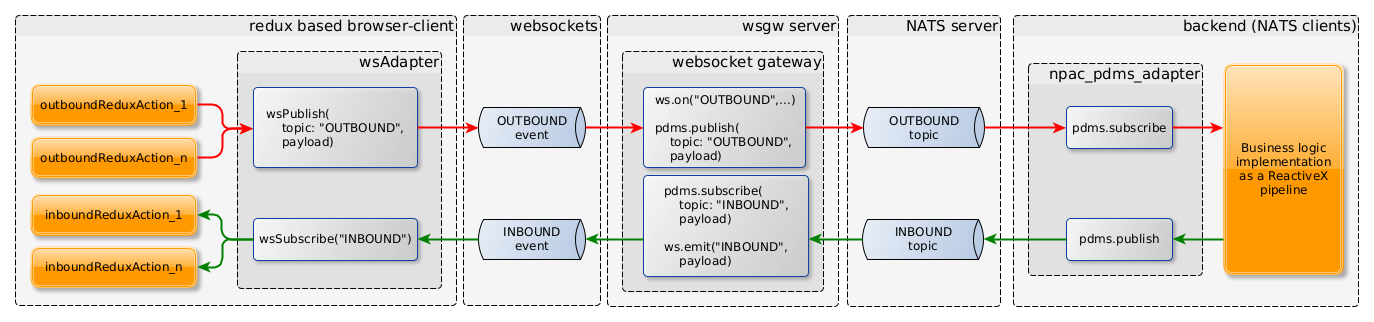 redux based browser-client
wsAdapter
outboundReduxAction_1
outboundReduxAction_n
inboundReduxAction_1
inboundReduxAction_n
wsPublish(
topic: "OUTBOUND",
payload)
wsSubscribe("INBOUND")
websockets
OUTBOUND
event
INBOUND
event
wsgw server
websocket gateway
ws.on("OUTBOUND",...)
pdms.publish(
topic: "OUTBOUND",
payload)
pdms.subscribe(
topic: "INBOUND",
payload)
ws.emit("INBOUND",
payload)
NATS server
OUTBOUND
topic
INBOUND
topic
backend (NATS clients)
npac_pdms_adapter
pdms.subscribe
pdms.publish
Business logic
implementation
as a ReactiveX
pipeline